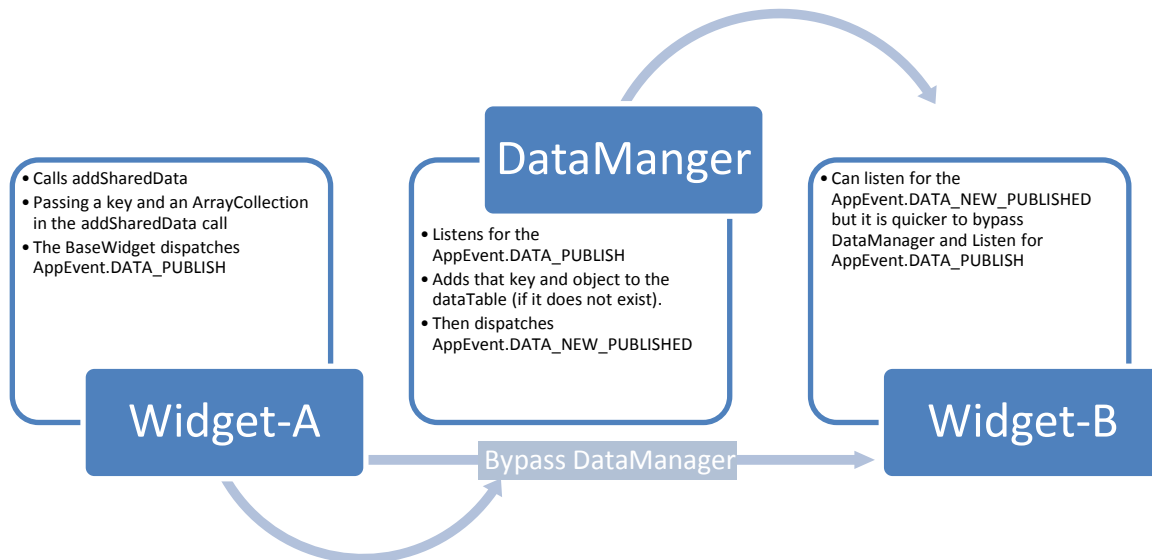 • Calls addSharedData
• Passing a key and an ArrayCollection
in the addSharedData call
• The BaseWidget dispatches
AppEvent.DATA_PUBLISH
Widget-A
DataManger
• Listens for the
AppEvent.DATA_PUBLISH
• Adds that key and object to the
dataTable (if it does not exist).
• Then dispatches
AppEvent.DATA_NEW_PUBLISHED
Bypass DataManager
• Can listen for the
AppEvent.DATA_NEW_PUBLISHED
but it is quicker to bypass
DataManager and Listen for
AppEvent.DATA_PUBLISH
Widget-B